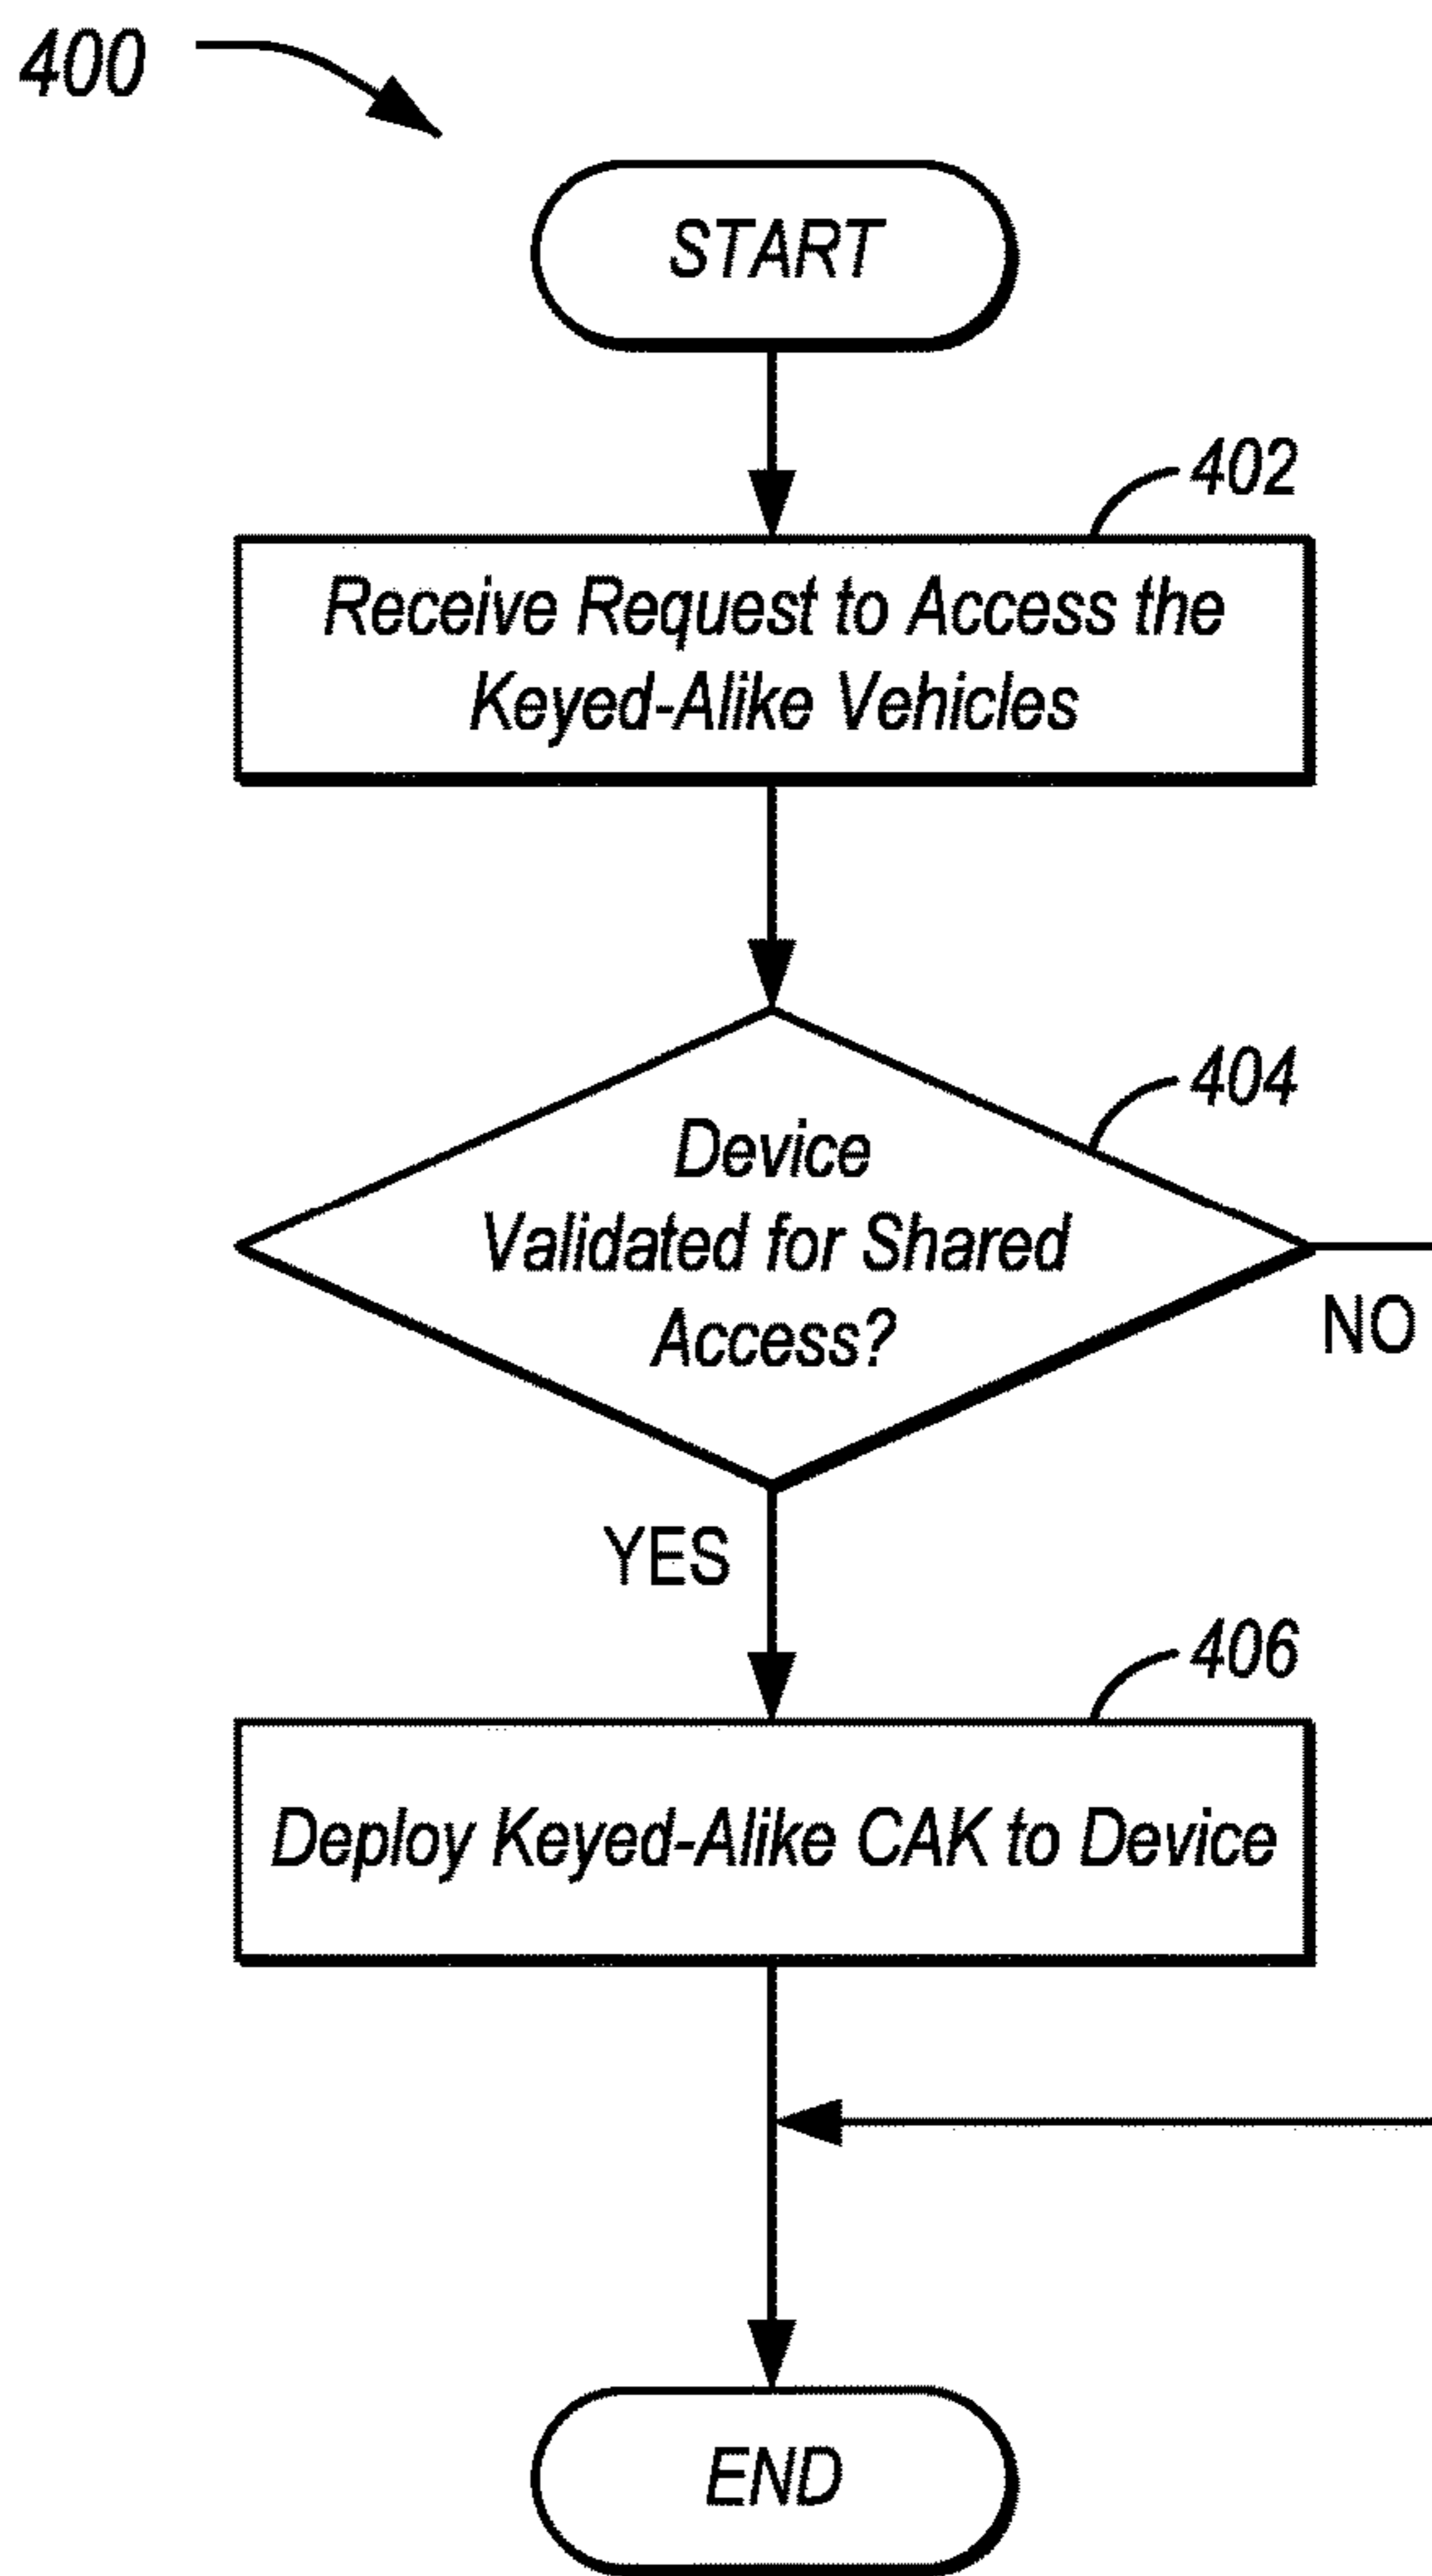 400
START
402
Receive Request to Access the
Keyed-Alike Vehicles
404
Device
Validated for Shared
Access?
NO
YES
406
Deploy Keyed-Alike CAK to Device
END